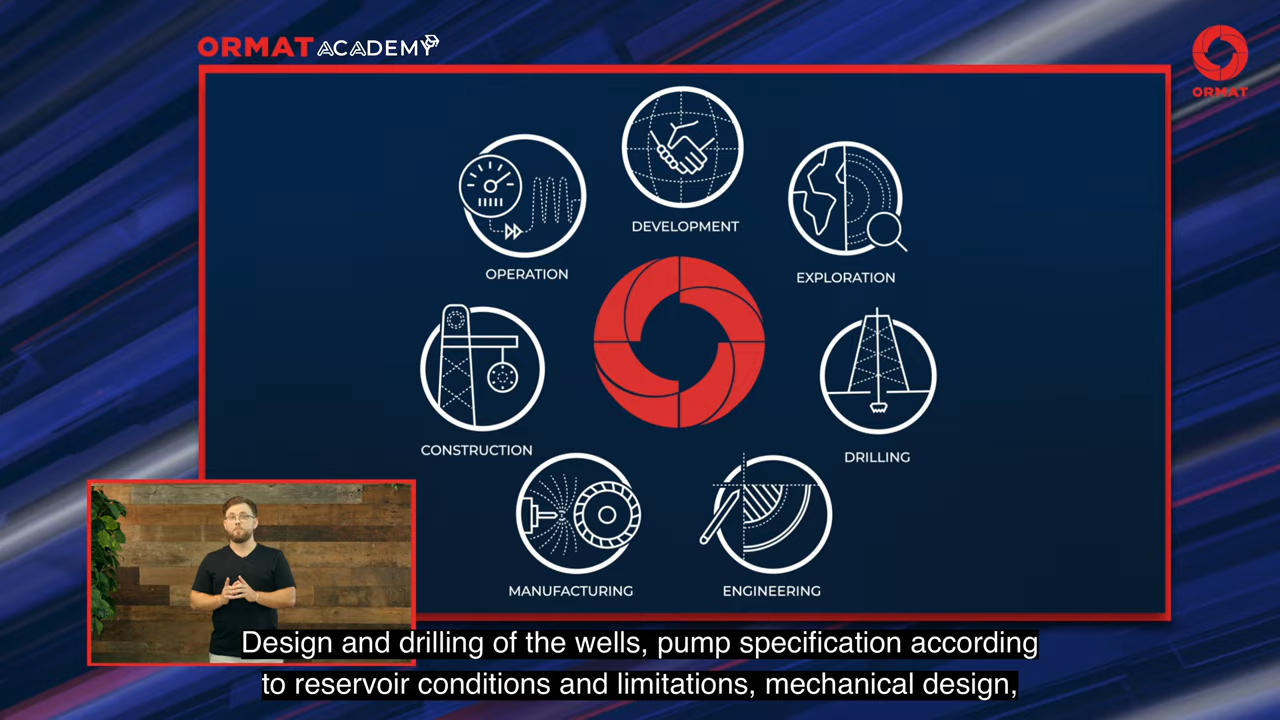 ORMAT ACADEMY
ORMAT
DEVELOPMENT
OPERATION
EXPLORATION
CONSTRUCTION
DRILLING
MANUFACTURING
ENGINEERING
Design and drilling of the wells, pump specification according
to reservoir conditions and limitations, mechanical design,